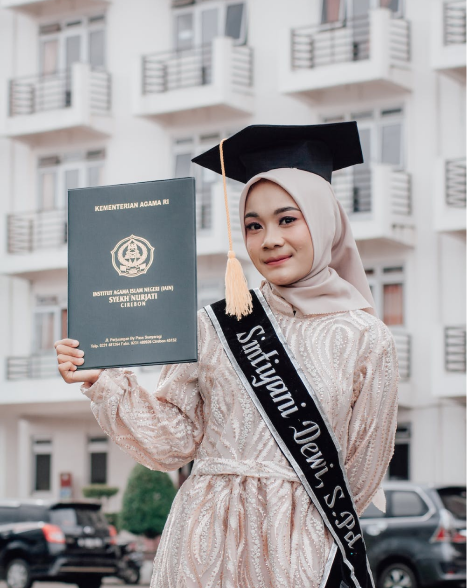 KEMENTERIAN AGAMA RI
INSTITUT AGAMA ISLAM NEGERI (IAIN)
SYEKH NURJATI
CIREBON
Sintiyani Dewi, S.Pd.